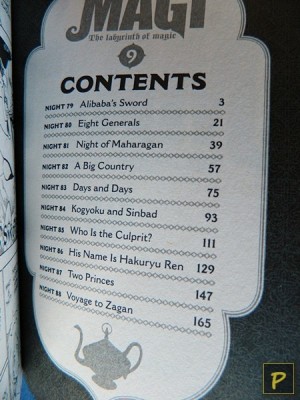 MAGI
The labyrinth of magic
9
CONTENTS
NIGHT 79 Alibaba's Sword 3
NIGHT 80 Eight Generals 21
NIGHT 81 Night of Maharagan 39
NIGHT 82 A Big Country 57
NIGHT 83 Days and Days 75
NIGHT 84 Kogyoku and Sinbad 93
NIGHT 85 Who Is the Culprit? 111
NIGHT 86 His Name Is Hakuryu Ren 129
NIGHT 87 Two Princes 147
NIGHT 88 Voyage to Zagan 165
P